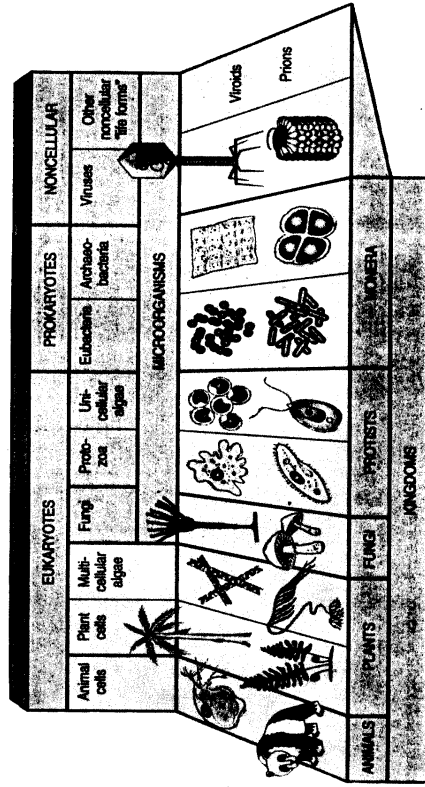 EUKARYOTES
PROKARYOTES
NONCELLULAR
Animal
cells
Plant
cells
Multi-
cellular
algae
Fungi
Proto-
zoa
Uni-
cellular
algae
Eubacteria
Archaeo-
bacteria
Viruses
Other
noncellular
"life forms"
MICROORGANISMS
Viroids
Prions
ANIMALS
PLANTS
FUNGI
PROTISTS
MONERA
KINGDOMS